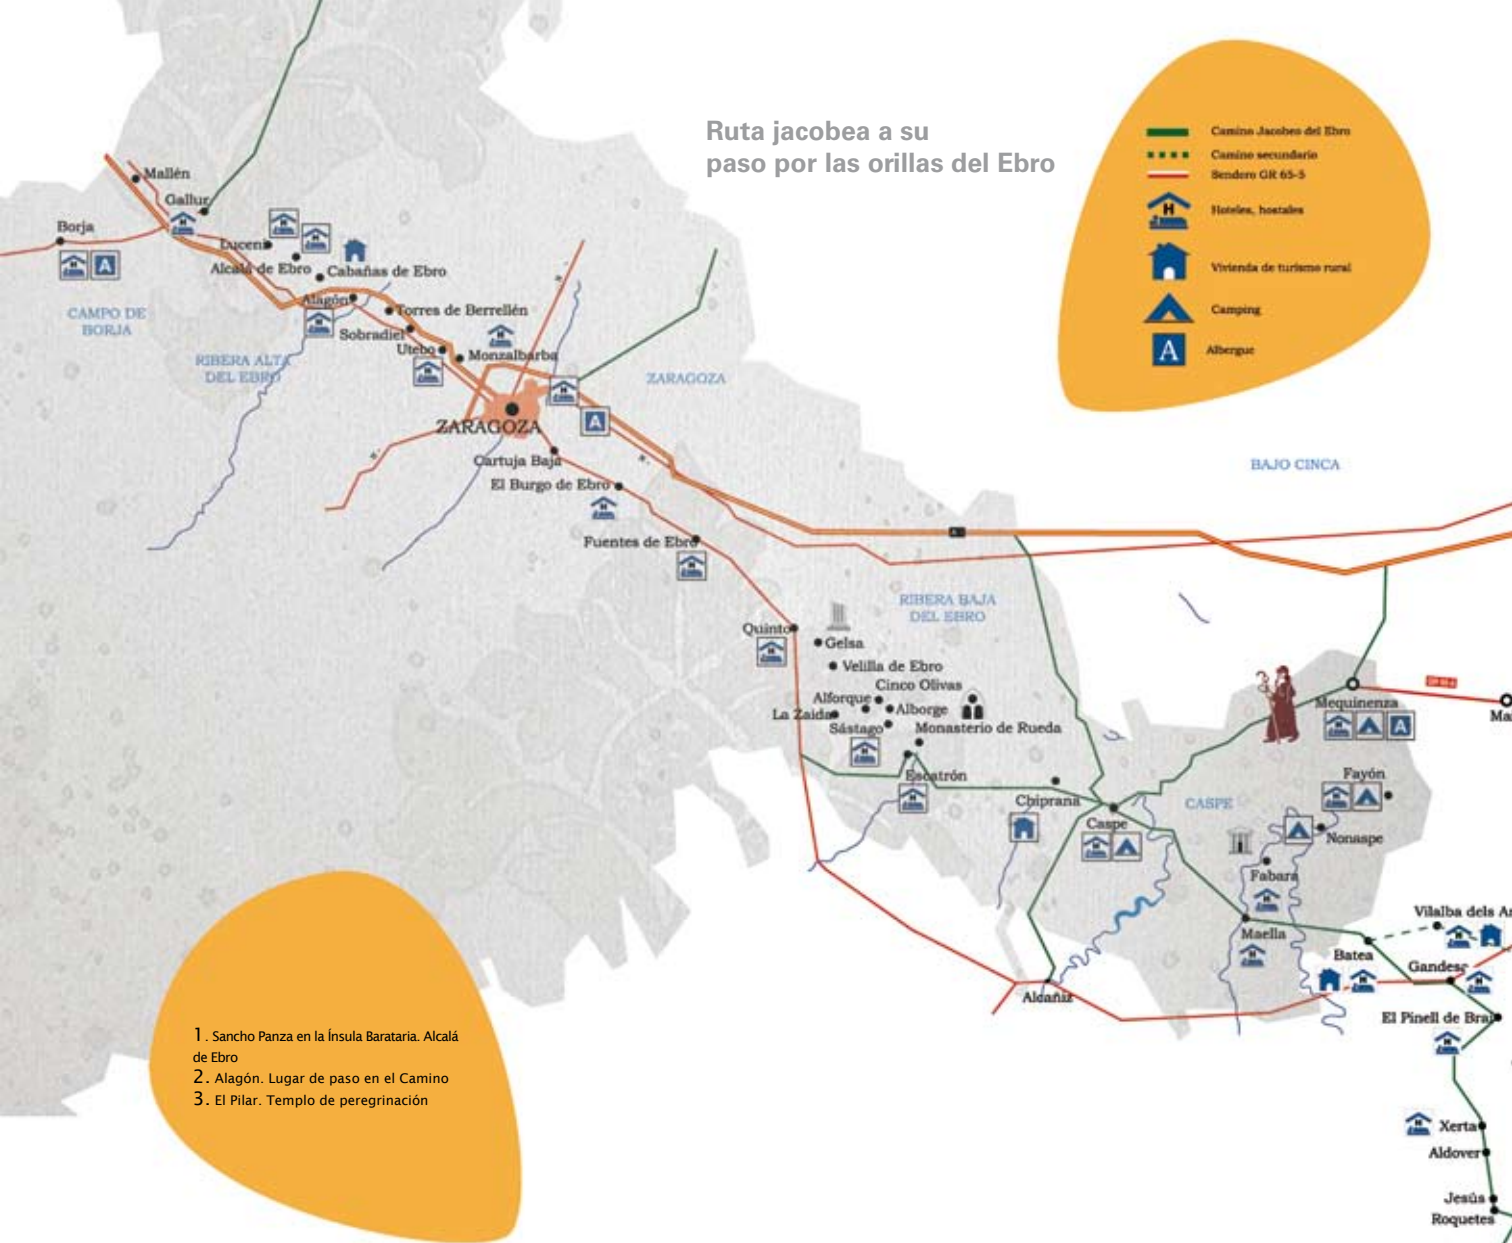 Ruta jacobea a su
paso por las orillas del Ebro
Camino Jacobeo del Ebro
Camino secundario
Sendero GR 65-5
H
Hoteles, hostales
Vivienda de turismo rural
Camping
A
Albergue
Mallén
Gallur
Borja
Luceni
Alcalá de Ebro
Cabañas de Ebro
CAMPO DE
BORJA
Alagón
Torres de Berrellén
Sobradiel
Utebo
Monzalbarba
RIBERA ALTA
DEL EBRO
ZARAGOZA
ZARAGOZA
Cartuja Baja
El Burgo de Ebro
Fuentes de Ebro
BAJO CINCA
RIBERA BAJA
DEL EBRO
Quinto
Gelsa
Velilla de Ebro
Cinco Olivas
Alforque
Alborge
La Zaida
Sástago
Monasterio de Rueda
Escatrón
Chiprana
Caspe
CASPE
Mequinenza
Ma
Fayón
Nonaspe
Fabara
Maella
Vilalba dels Ar
Batea
Gandesa
Alcañiz
El Pinell de Brai
Xerta
Aldover
Jesús
Roquetes
1. Sancho Panza en la Ínsula Barataria. Alcalá
de Ebro
2. Alagón. Lugar de paso en el Camino
3. El Pilar. Templo de peregrinación